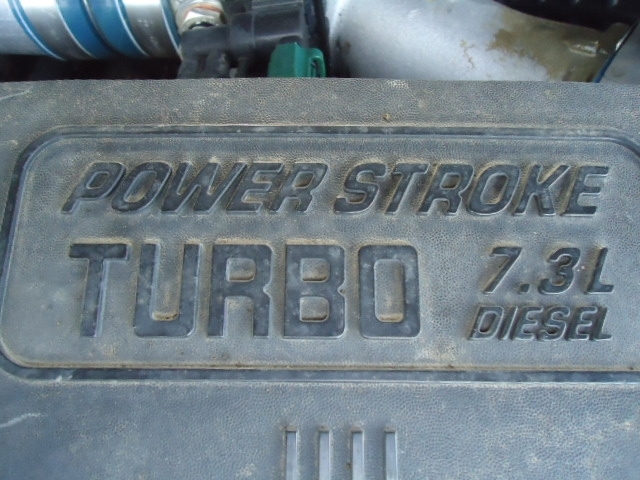 POWER STROKE
TURBO 7.3L
DIESEL